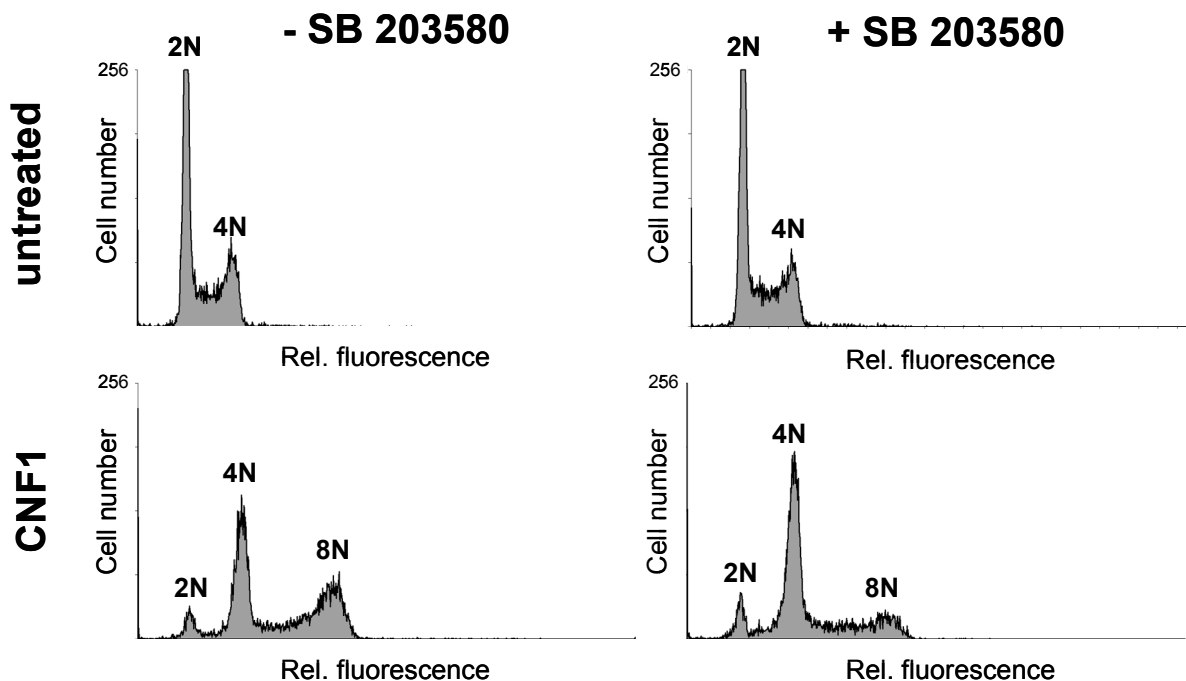 - SB 203580
+ SB 203580
untreated
2N
256
4N
Cell number
Rel. fluorescence
2N
256
4N
Cell number
Rel. fluorescence
CNF1
256
4N
8N
2N
Cell number
Rel. fluorescence
256
4N
2N
8N
Cell number
Rel. fluorescence